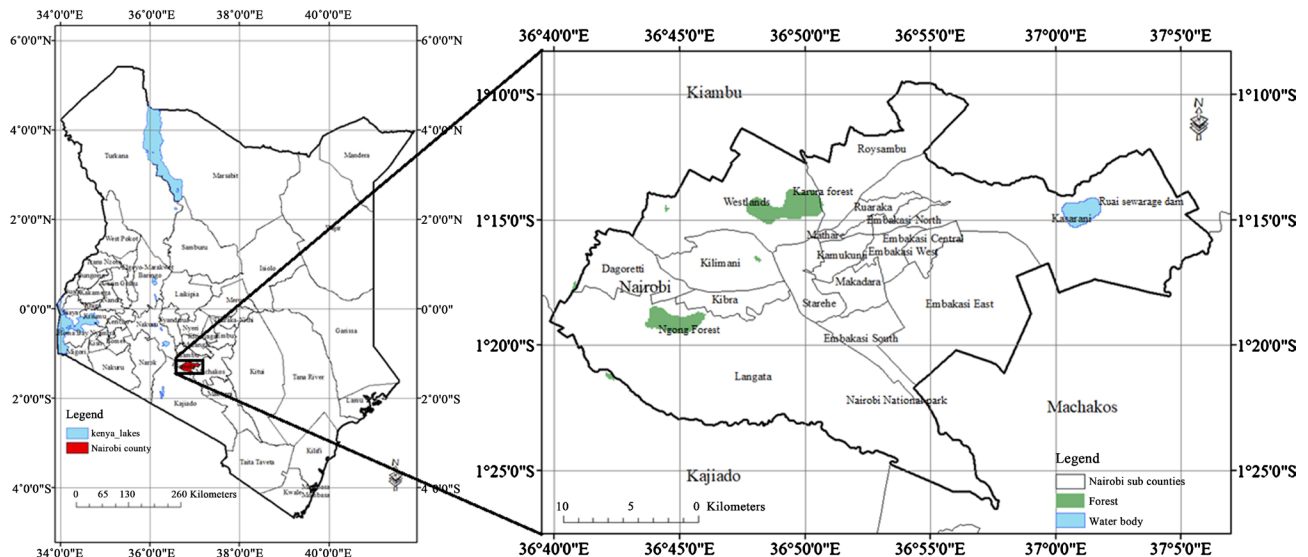 34°0'0"E 36°0'0"E 38°0'0"E 40°0'0"E
6°0'0"N 6°0'0"N
4°0'0"N 4°0'0"N
2°0'0"N 2°0'0"N
0°0'0"N 0°0'0"N
2°0'0"S 2°0'0"S
4°0'0"S 4°0'0"S
34°0'0"E 36°0'0"E 38°0'0"E 40°0'0"E
Turkana
Mandera
Marsabit
West Pokot
Samburu
Isiolo
Baringo
Laikipia
Nyeri
Garissa
Narok
Nakuru
Migori
Kitui
Tana River
Kajiado
Lamu
Taita Taveta
Kilifi
Kwale
Legend
kenya_lakes
Nairobi county
N
0 65 130 260 Kilometers
36°40'0"E 36°45'0"E 36°50'0"E 36°55'0"E 37°0'0"E 37°5'0"E
1°10'0"S
1°15'0"S 1°15'0"S
1°20'0"S 1°20'0"S
1°25'0"S 1°25'0"S
36°40'0"E 36°45'0"E 36°50'0"E 36°55'0"E 37°0'0"E 37°5'0"E
Kiambu
N
Roysambu
Karura forest
Westlands
Ruai sewarage dam
Ruaraka
Kasarani
Embakasi North
Mathare
Embakasi Central
Kamukunji
Embakasi West
Kilimani
Dagoretti
Makadara
Nairobi
Kibra
Starehe
Embakasi East
Ngong Forest
Embakasi South
Langata
Nairobi National park
Machakos
Kajiado
Legend
Nairobi sub counties
Forest
Water body
10 5 0 Kilometers